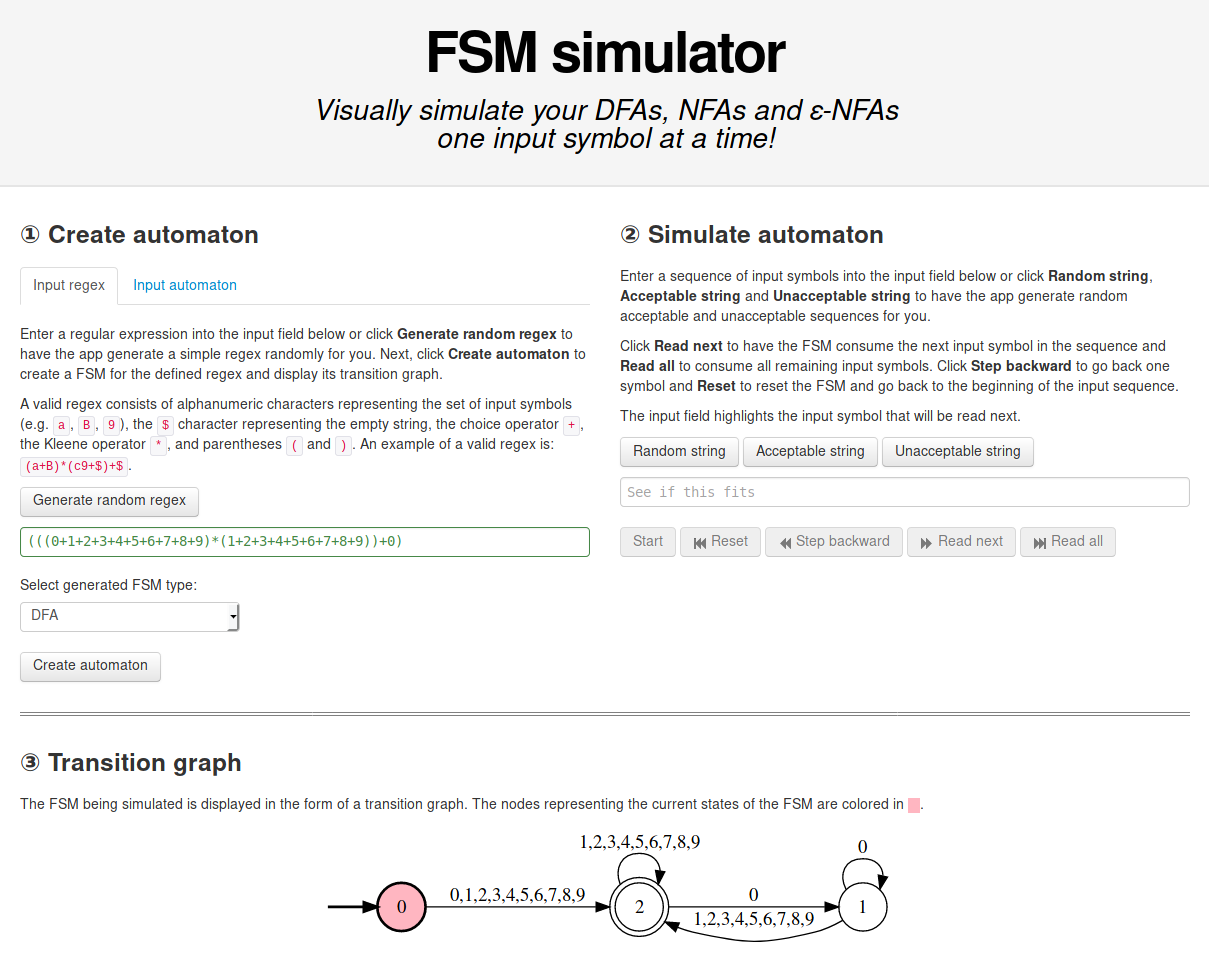 FSM simulator
Visually simulate your DFAs, NFAs and ε-NFAs
one input symbol at a time!
① Create automaton
Input regex
Input automaton
Enter a regular expression into the input field below or click Generate random regex to
have the app generate a simple regex randomly for you. Next, click Create automaton to
create a FSM for the defined regex and display its transition graph.
A valid regex consists of alphanumeric characters representing the set of input symbols
(e.g. a, B, 9), the $ character representing the empty string, the choice operator +,
the Kleene operator *, and parentheses ( and ). An example of a valid regex is:
(a+B)*(c9+$)+$.
Generate random regex
(((0+1+2+3+4+5+6+7+8+9)*(1+2+3+4+5+6+7+8+9))+0)
Select generated FSM type:
DFA
Create automaton
② Simulate automaton
Enter a sequence of input symbols into the input field below or click Random string,
Acceptable string and Unacceptable string to have the app generate random
acceptable and unacceptable sequences for you.
Click Read next to have the FSM consume the next input symbol in the sequence and
Read all to consume all remaining input symbols. Click Step backward to go back one
symbol and Reset to reset the FSM and go back to the beginning of the input sequence.
The input field highlights the input symbol that will be read next.
Random string
Acceptable string
Unacceptable string
See if this fits
Start
Reset
Step backward
Read next
Read all
③ Transition graph
The FSM being simulated is displayed in the form of a transition graph. The nodes representing the current states of the FSM are colored in .
1,2,3,4,5,6,7,8,9
0
0,1,2,3,4,5,6,7,8,9
0
0
2
1
1,2,3,4,5,6,7,8,9